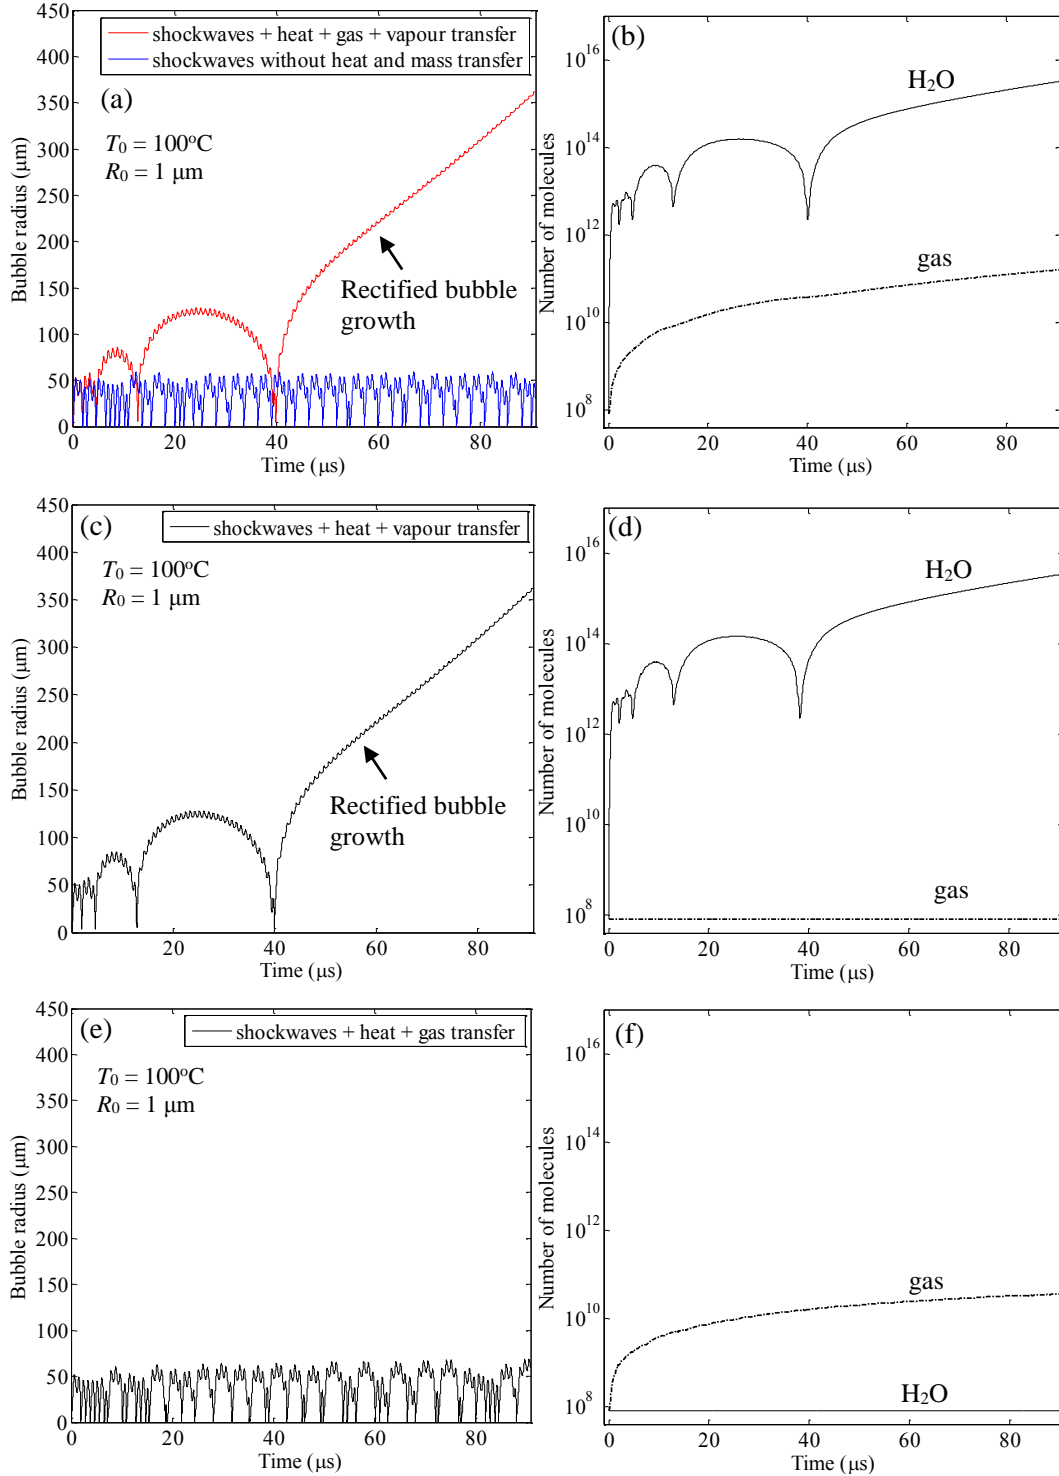 shockwaves + heat + gas + vapour transfer
shockwaves without heat and mass transfer
(a)
T0 = 100°C
R0 = 1 μm
Rectified bubble
growth
Bubble radius (μm)
450
400
350
300
250
200
150
100
50
0
0 20 40 60 80
Time (μs)
(b)
H2O
gas
Number of molecules
10^16
10^14
10^12
10^10
10^8
0 20 40 60 80
Time (μs)
(c)
shockwaves + heat + vapour transfer
T0 = 100°C
R0 = 1 μm
Rectified bubble
growth
Bubble radius (μm)
450
400
350
300
250
200
150
100
50
0
20 40 60 80
Time (μs)
(d)
H2O
gas
Number of molecules
10^16
10^14
10^12
10^10
10^8
0 20 40 60 80
Time (μs)
(e)
shockwaves + heat + gas transfer
T0 = 100°C
R0 = 1 μm
Bubble radius (μm)
450
400
350
300
250
200
150
100
50
0
0 20 40 60 80
Time (μs)
(f)
gas
H2O
Number of molecules
10^16
10^14
10^12
10^10
10^8
0 20 40 60 80
Time (μs)